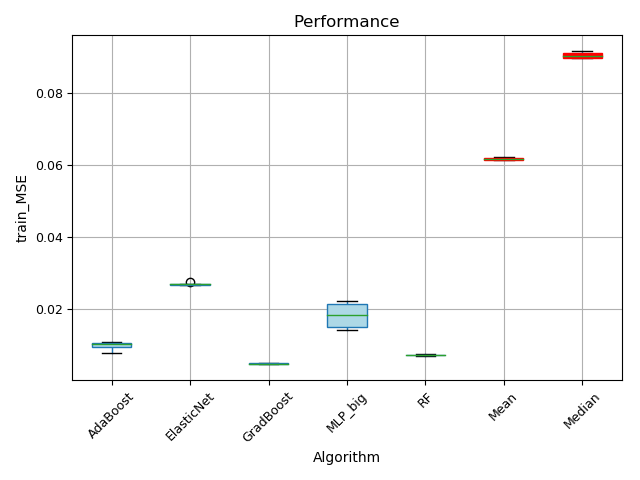 Performance
train_MSE
0.08
0.06
0.04
0.02
AdaBoost
ElasticNet
GradBoost
MLP_big
RF
Mean
Median
Algorithm